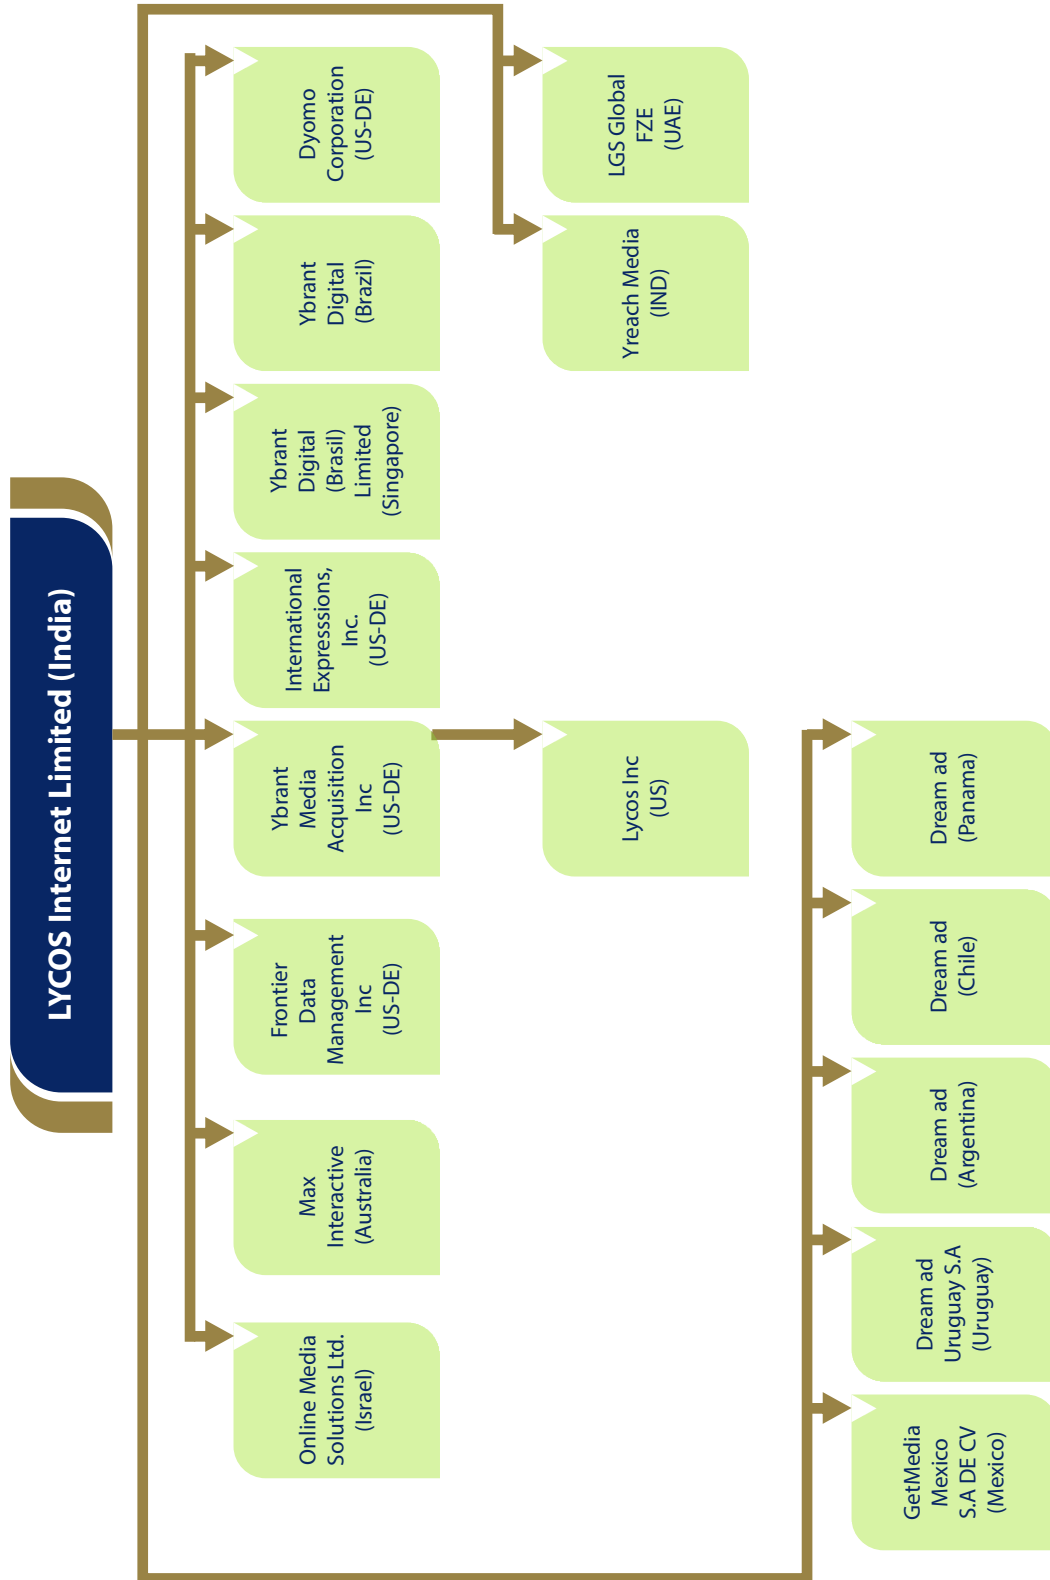 LYCOS Internet Limited (India)
Online Media
Solutions Ltd.
(Israel)
Max
Interactive
(Australia)
Frontier
Data
Management
Inc
(US-DE)
Ybrant
Media
Acquisition
Inc
(US-DE)
International
Expresssions,
Inc.
(US-DE)
Ybrant
Digital
(Brasil)
Limited
(Singapore)
Ybrant
Digital
(Brazil)
Dyomo
Corporation
(US-DE)
Lycos Inc
(US)
Yreach Media
(IND)
LGS Global
FZE
(UAE)
GetMedia
Mexico
S.A DE CV
(Mexico)
Dream ad
Uruguay S.A
(Uruguay)
Dream ad
(Argentina)
Dream ad
(Chile)
Dream ad
(Panama)